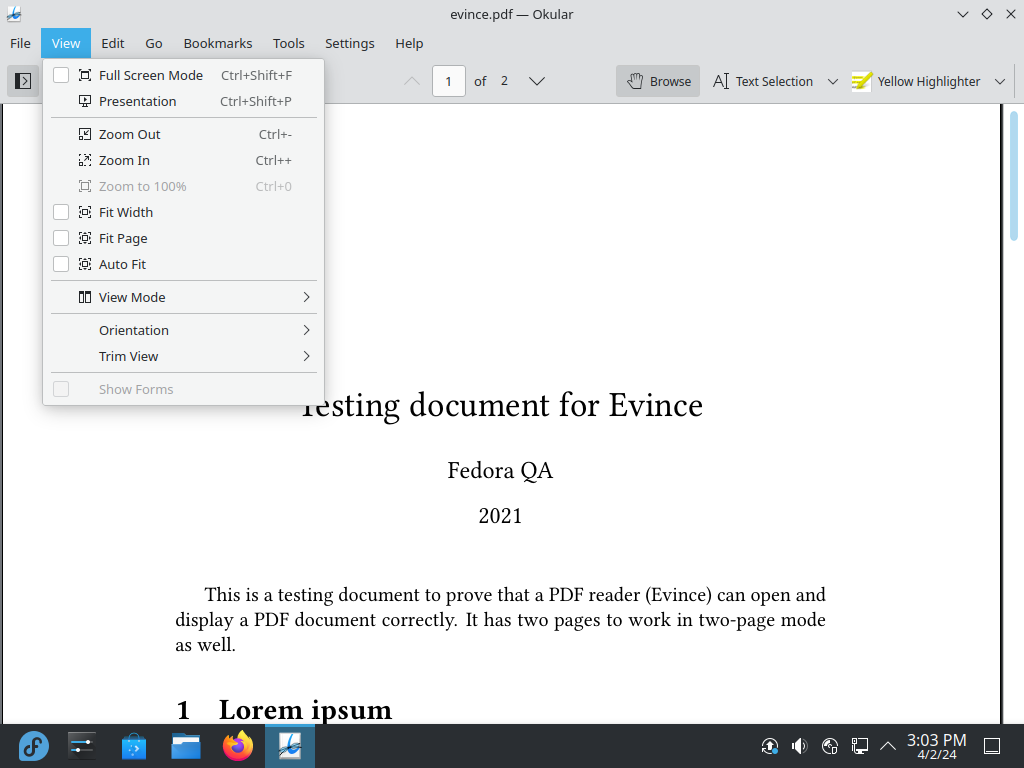 evince.pdf — Okular
File View Edit Go Bookmarks Tools Settings Help
1 of 2 Browse Text Selection Yellow Highlighter
Full Screen Mode Ctrl+Shift+F
Presentation Ctrl+Shift+P
Zoom Out Ctrl+-
Zoom In Ctrl++
Zoom to 100% Ctrl+0
Fit Width
Fit Page
Auto Fit
View Mode
Orientation
Trim View
Show Forms
Testing document for Evince
Fedora QA
2021
This is a testing document to prove that a PDF reader (Evince) can open and
display a PDF document correctly. It has two pages to work in two-page mode
as well.
1 Lorem ipsum
3:03 PM
4/2/24